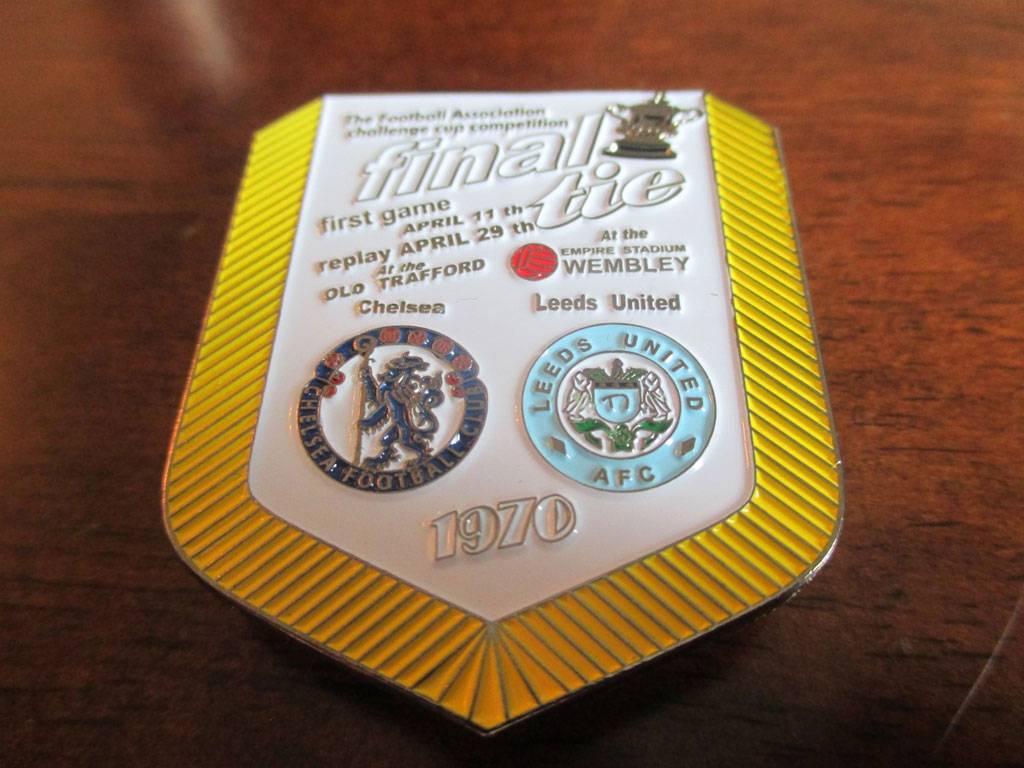 The Football Association
challenge cup competition
final
tie
first game
APRIL 11 th
replay APRIL 29 th
At the
OLD TRAFFORD
At the
EMPIRE STADIUM
WEMBLEY
Chelsea
Leeds United
CHELSEA FOOTBALL CLUB
LEEDS UNITED
AFC
1970